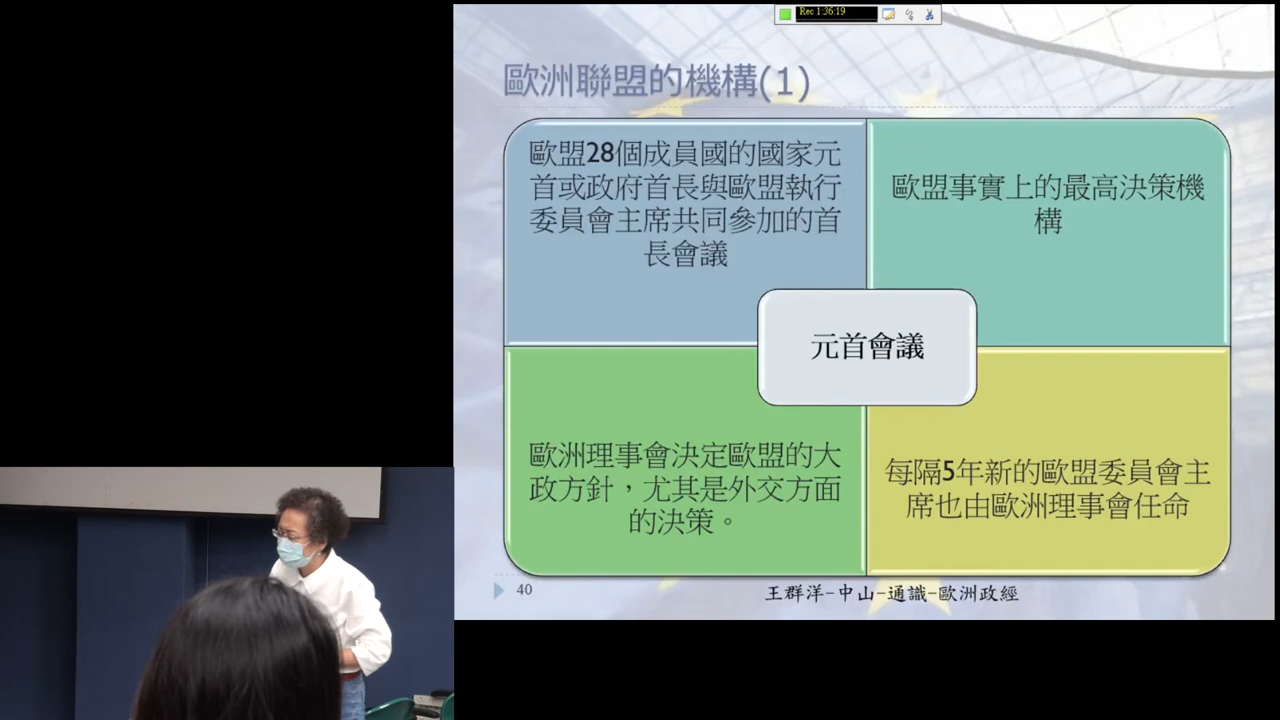 Rec 1:36:19
歐洲聯盟的機構(1)
歐盟28個成員國的國家元
首或政府首長與歐盟執行
委員會主席共同參加的首
長會議
歐盟事實上的最高決策機
構
元首會議
歐洲理事會決定歐盟的大
政方針，尤其是外交方面
的決策。
每隔5年新的歐盟委員會主
席也由歐洲理事會任命
40
王群洋-中山-通識-歐洲政經